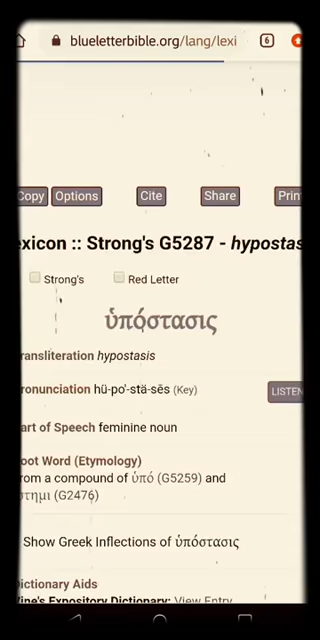 blueletterbible.org/lang/lexi
6
Copy Options Cite Share Prin
exicon :: Strong's G5287 - hypostas
Strong's Red Letter
ὑπόστασις
ransliteration hypostasis
ronunciation hü-po'-stä-sēs (Key)
LISTEN
art of Speech feminine noun
oot Word (Etymology)
rom a compound of ὑπό (G5259) and
στημι (G2476)
Show Greek Inflections of ὑπόστασις
ictionary Aids
Vine's Expository Dictionary: View Entry